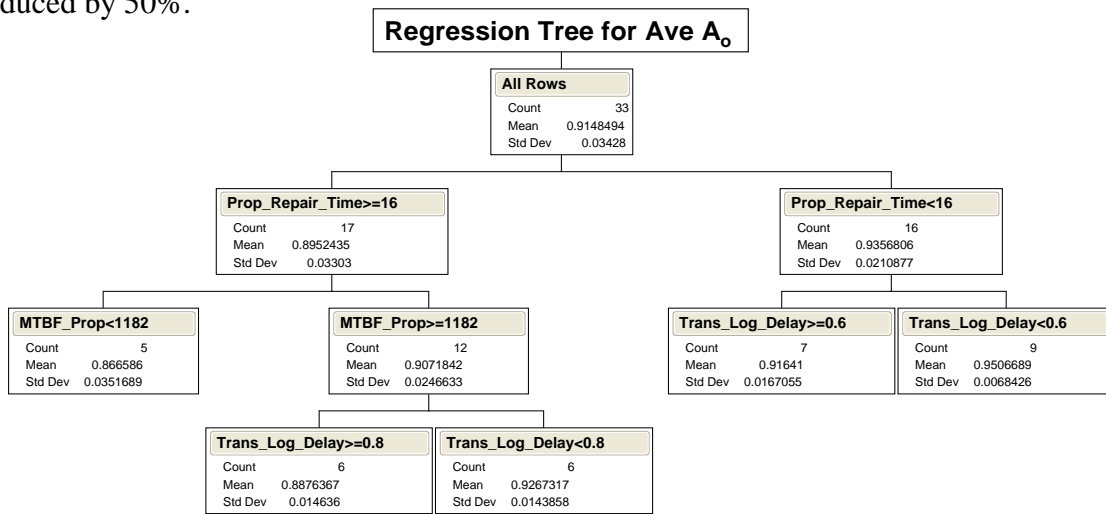 duced by 50%.
Regression Tree for Ave Ao
All Rows
Count 33
Mean 0.9148494
Std Dev 0.03428
Prop_Repair_Time>=16
Count 17
Mean 0.8952435
Std Dev 0.03303
Prop_Repair_Time<16
Count 16
Mean 0.9356806
Std Dev 0.0210877
MTBF_Prop<1182
Count 5
Mean 0.866586
Std Dev 0.0351689
MTBF_Prop>=1182
Count 12
Mean 0.9071842
Std Dev 0.0246633
Trans_Log_Delay>=0.6
Count 7
Mean 0.91641
Std Dev 0.0167055
Trans_Log_Delay<0.6
Count 9
Mean 0.9506689
Std Dev 0.0068426
Trans_Log_Delay>=0.8
Count 6
Mean 0.8876367
Std Dev 0.014636
Trans_Log_Delay<0.8
Count 6
Mean 0.9267317
Std Dev 0.0143858